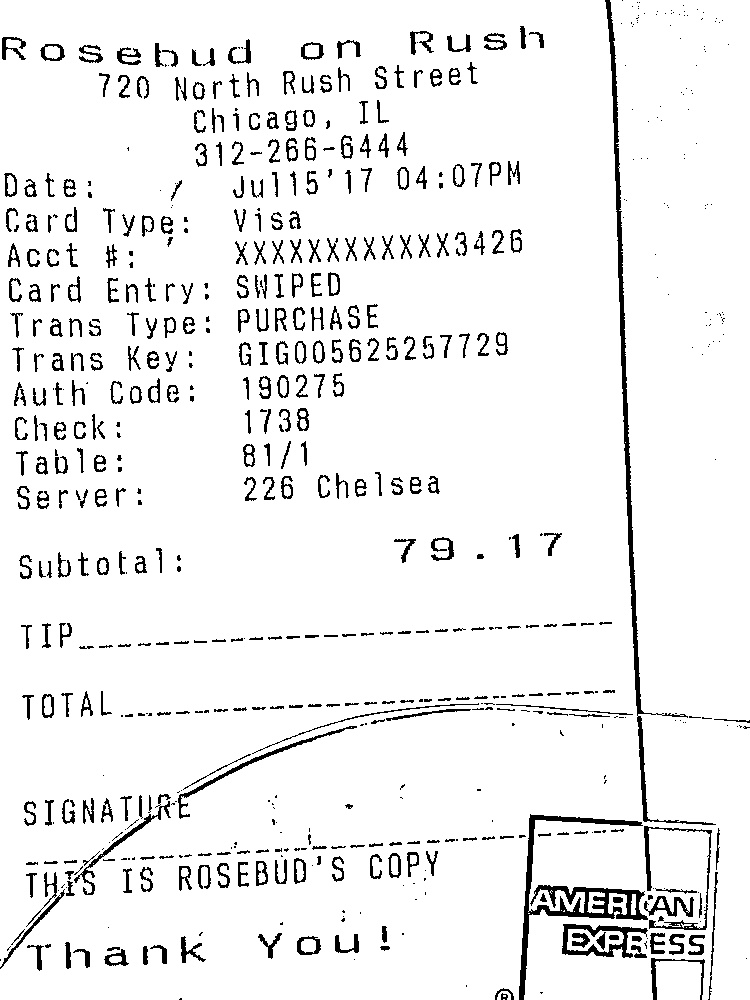 Rosebud on Rush
720 North Rush Street
Chicago, IL
312-266-6444
Date: Jul15'17 04:07PM
Card Type: Visa
Acct #: XXXXXXXXXXXX3426
Card Entry: SWIPED
Trans Type: PURCHASE
Trans Key: GIG005625257729
Auth Code: 190275
Check: 1738
Table: 81/1
Server: 226 Chelsea
Subtotal: 79.17
TIP
TOTAL
SIGNATURE
THIS IS ROSEBUD'S COPY
Thank You!
AMERICAN
EXPRESS
®